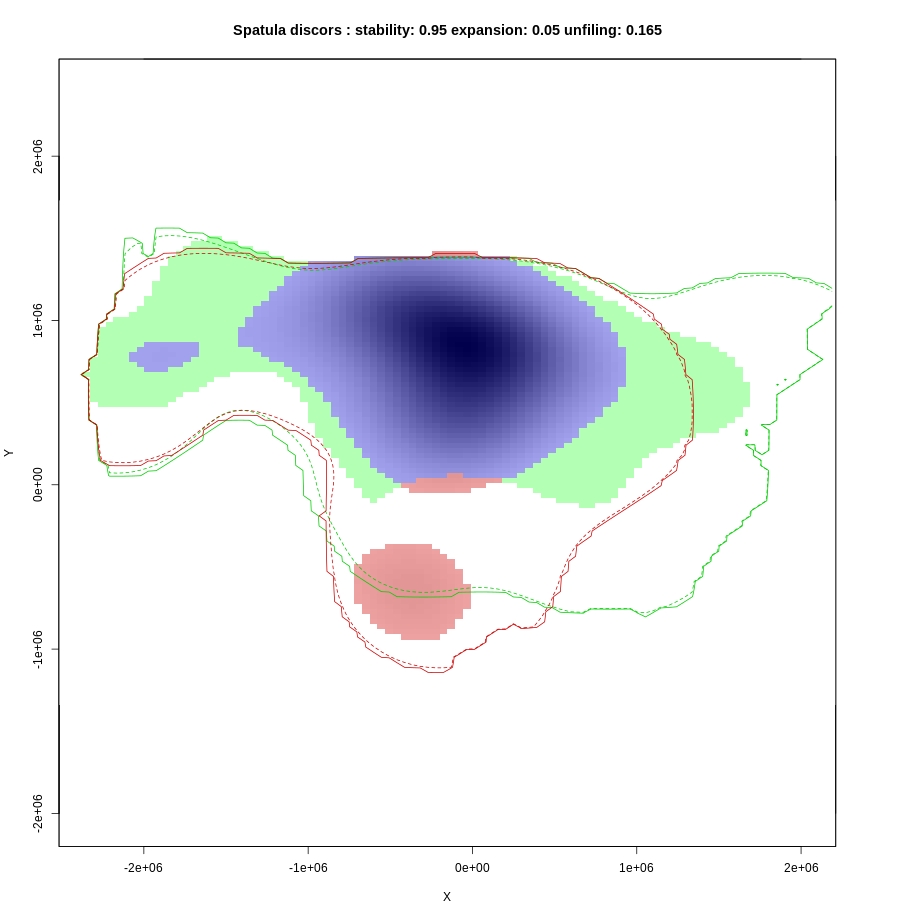 Spatula discors : stability: 0.95 expansion: 0.05 unfiling: 0.165
2e+06
1e+06
0e+00
-1e+06
-2e+06
Y
-2e+06 -1e+06 0e+00 1e+06 2e+06
X